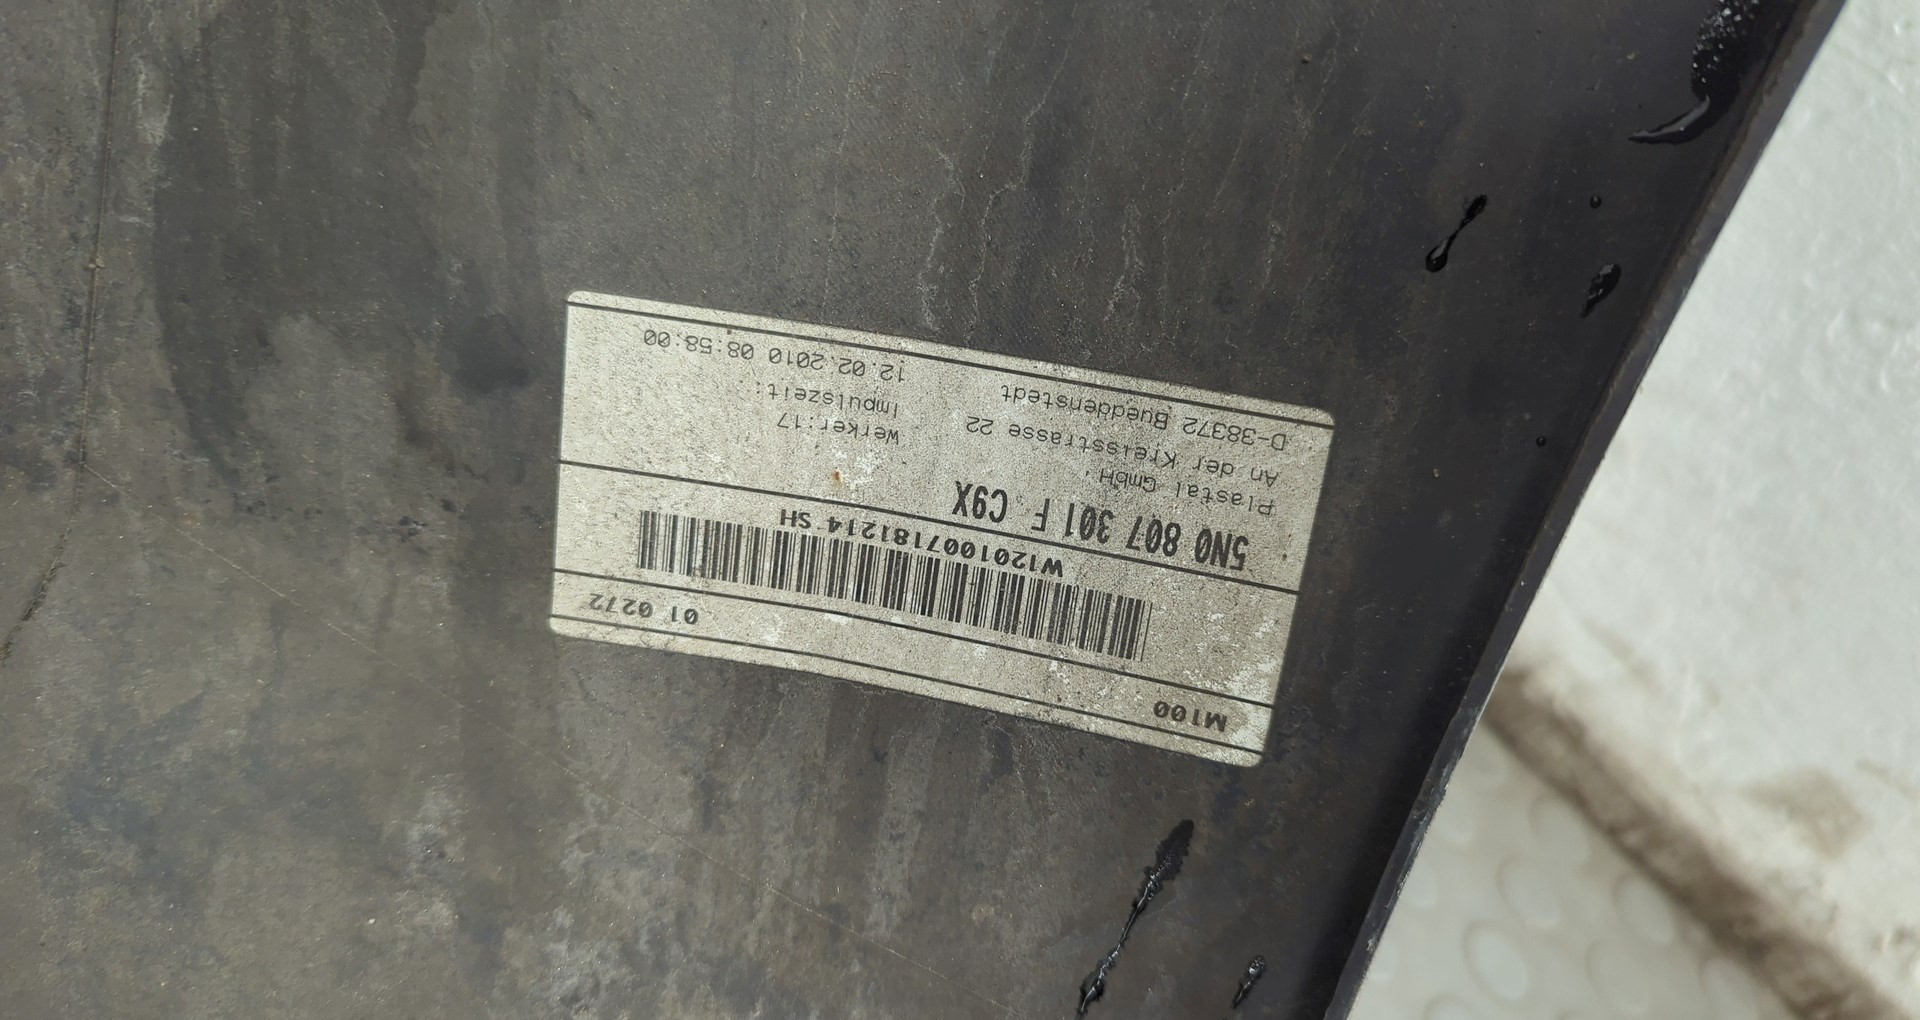 M100 01 0272
W1201007181214 SH
5N0 807 301 F C9X
Plastal GmbH
An der Kreisstrasse 22
D-38372 Bueddenstedt
Werker:17
Impulszeit:
12.02.2010 08:58:00